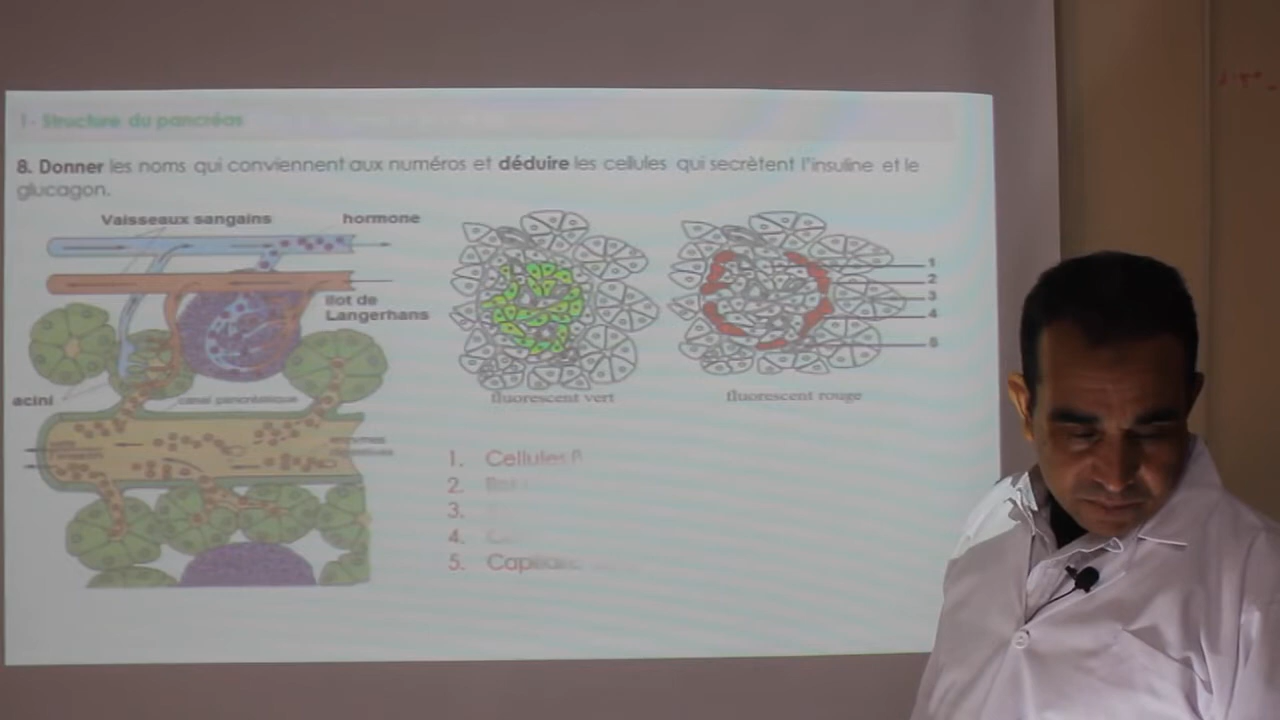 1- Structure du pancréas
8. Donner les noms qui conviennent aux numéros et déduire les cellules qui secrètent l'insuline et le
glucagon.
Vaisseaux sangains
hormone
ilot de
Langerhans
acini
canal pancréatique
fluorescent vert
fluorescent rouge
1
2
3
4
5
1. Cellules β
2.
3.
4.
5.